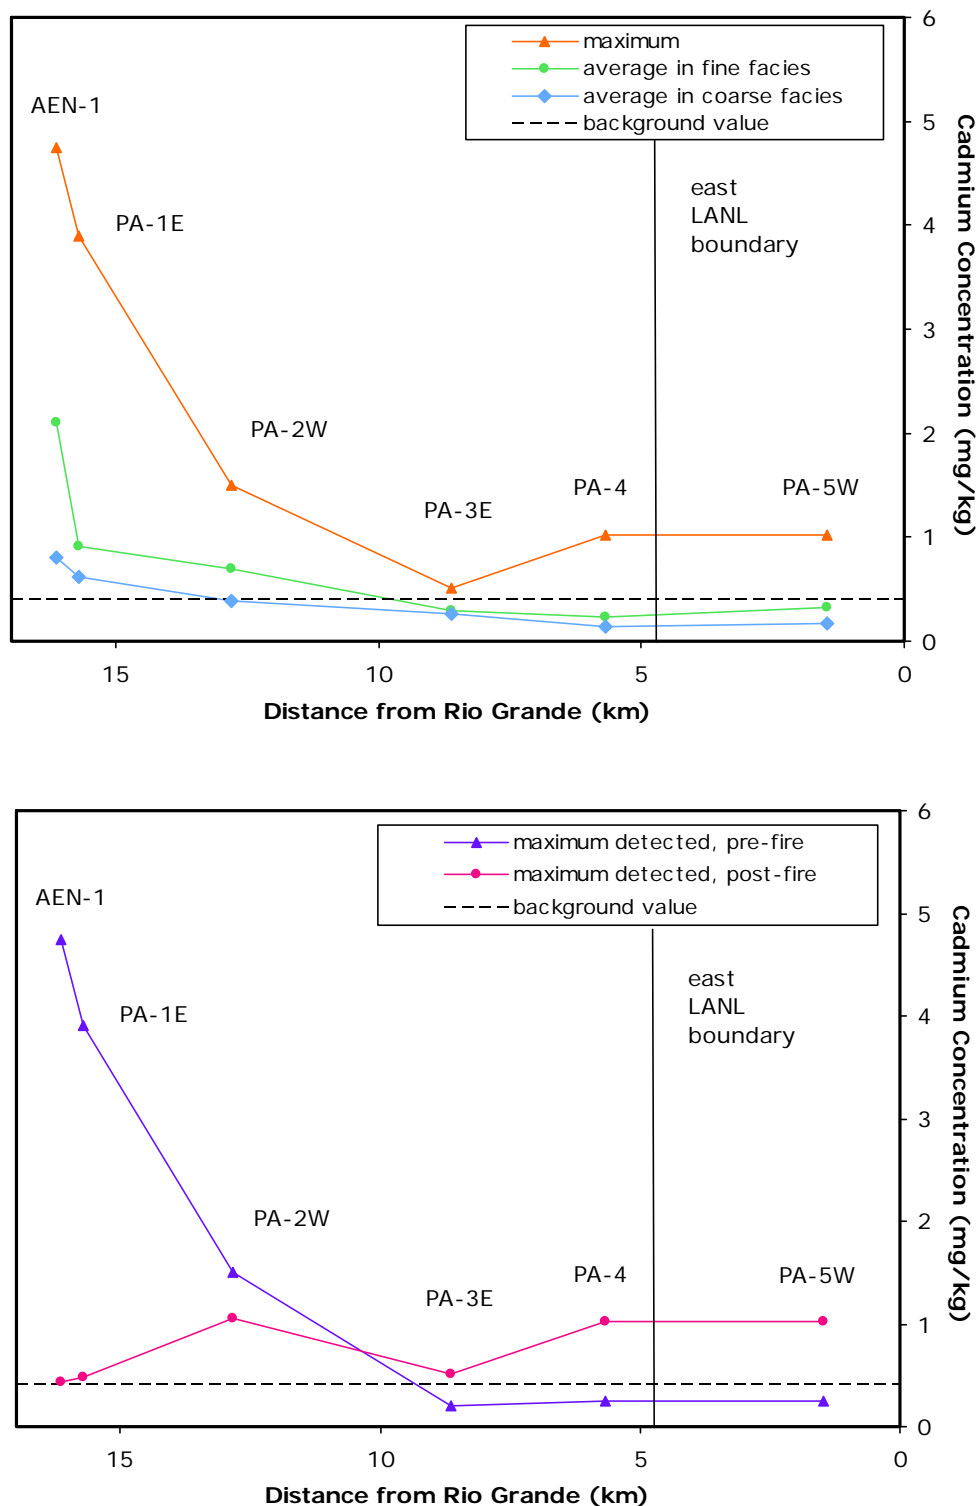 maximum
average in fine facies
average in coarse facies
background value
AEN-1
PA-1E
PA-2W
PA-3E
PA-4
PA-5W
east
LANL
boundary
6
5
4
3
2
1
0
Cadmium Concentration (mg/kg)
15
10
5
0
Distance from Rio Grande (km)
maximum detected, pre-fire
maximum detected, post-fire
background value
AEN-1
PA-1E
PA-2W
PA-3E
PA-4
PA-5W
east
LANL
boundary
6
5
4
3
2
1
0
Cadmium Concentration (mg/kg)
15
10
5
0
Distance from Rio Grande (km)